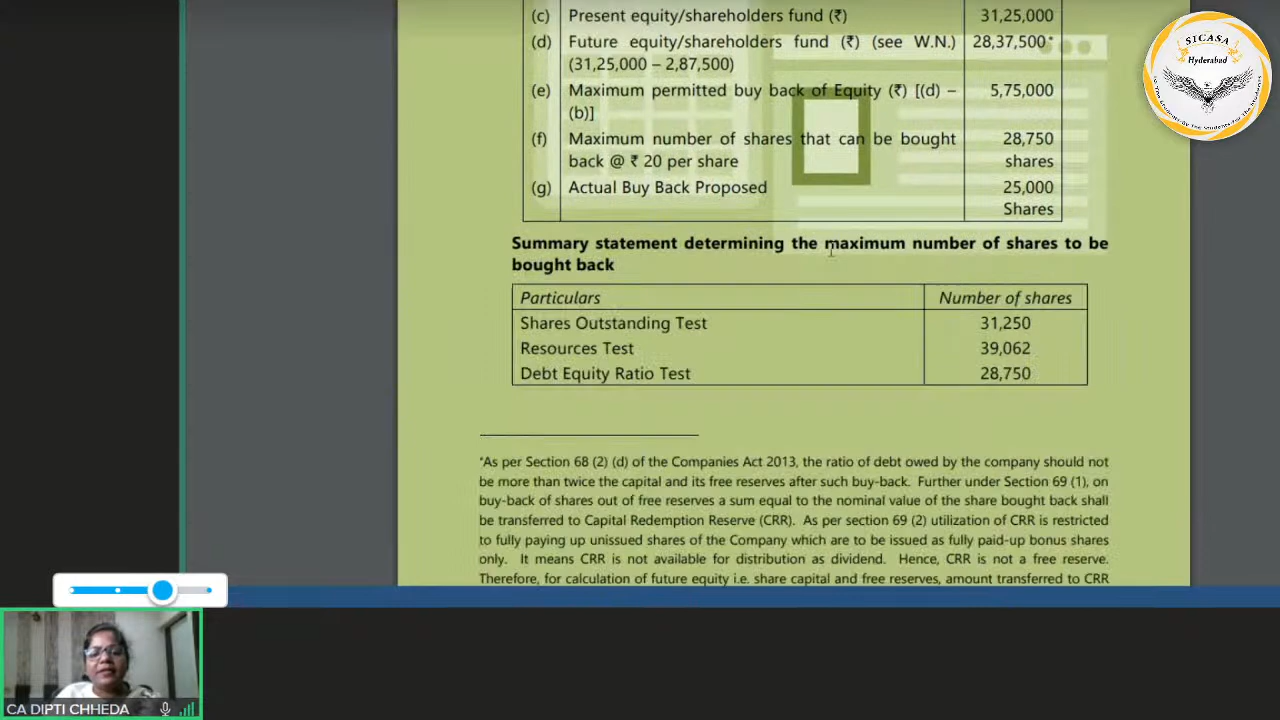 (c) Present equity/shareholders fund (₹) 31,25,000
(d) Future equity/shareholders fund (₹) (see W.N.) 28,37,500*
(31,25,000 – 2,87,500)
(e) Maximum permitted buy back of Equity (₹) [(d) – 5,75,000
(b)]
(f) Maximum number of shares that can be bought 28,750
back @ ₹ 20 per share shares
(g) Actual Buy Back Proposed 25,000
Shares
Summary statement determining the maximum number of shares to be
bought back
Particulars Number of shares
Shares Outstanding Test 31,250
Resources Test 39,062
Debt Equity Ratio Test 28,750
*As per Section 68 (2) (d) of the Companies Act 2013, the ratio of debt owed by the company should not
be more than twice the capital and its free reserves after such buy-back. Further under Section 69 (1), on
buy-back of shares out of free reserves a sum equal to the nominal value of the share bought back shall
be transferred to Capital Redemption Reserve (CRR). As per section 69 (2) utilization of CRR is restricted
to fully paying up unissued shares of the Company which are to be issued as fully paid-up bonus shares
only. It means CRR is not available for distribution as dividend. Hence, CRR is not a free reserve.
Therefore, for calculation of future equity i.e. share capital and free reserves, amount transferred to CRR
SICASA
Hyderabad
CA DIPTI CHHEDA